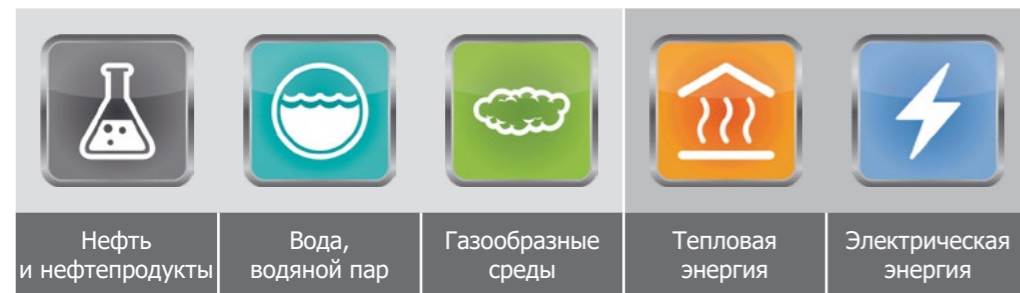 Нефть
и нефтепродукты
Вода,
водяной пар
Газообразные
среды
Тепловая
энергия
Электрическая
энергия